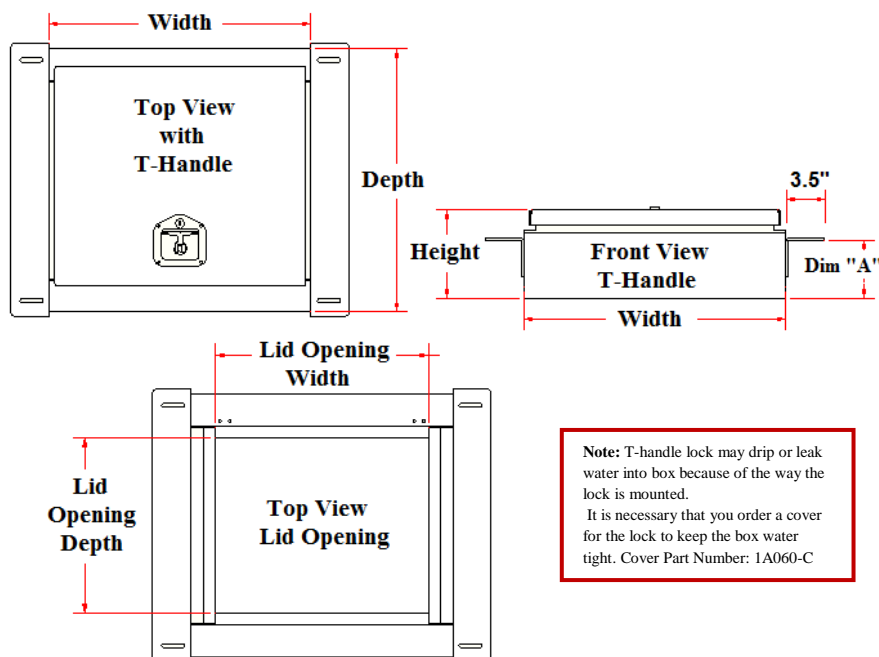 Width
Top View
with
T-Handle
Depth
3.5"
Height
Front View
T-Handle
Dim "A"
Width
Lid Opening
Width
Lid
Opening
Depth
Top View
Lid Opening
Note: T-handle lock may drip or leak
water into box because of the way the
lock is mounted.
It is necessary that you order a cover
for the lock to keep the box water
tight. Cover Part Number: 1A060-C